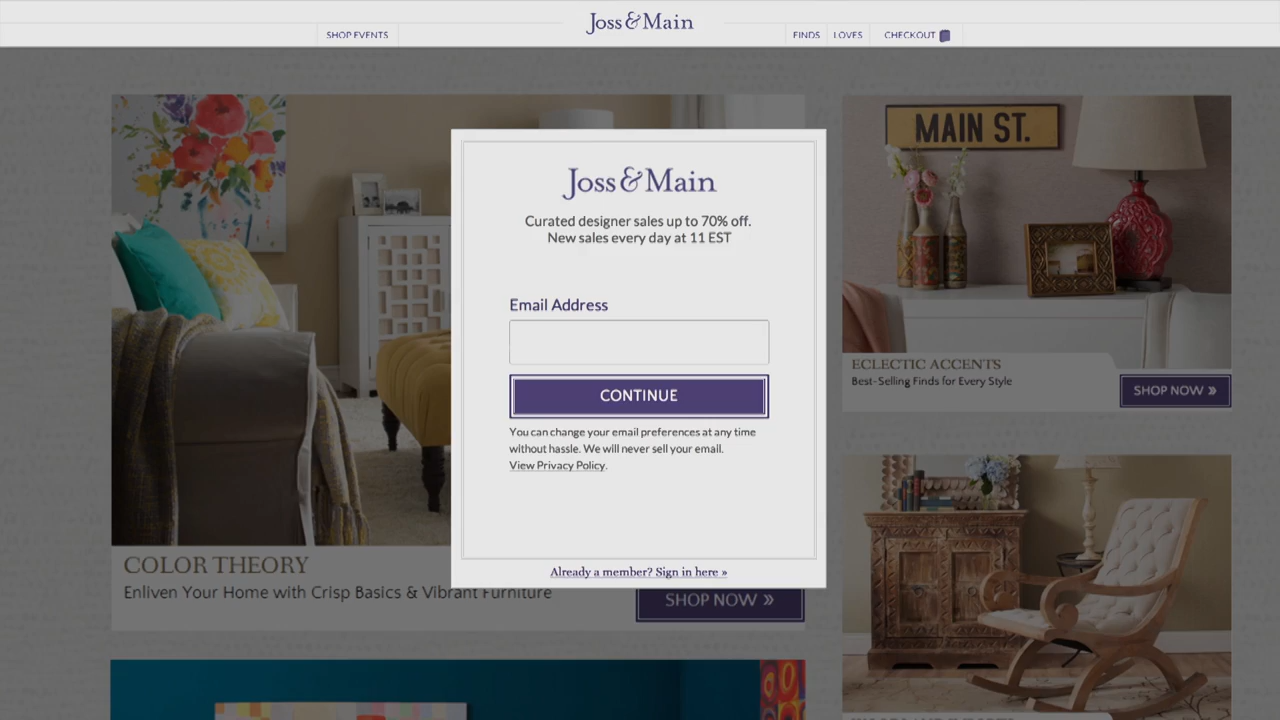 Joss & Main
SHOP EVENTS
FINDS
LOVES
CHECKOUT
MAIN ST.
Joss & Main
Curated designer sales up to 70% off.
New sales every day at 11 EST
Email Address
CONTINUE
You can change your email preferences at any time
without hassle. We will never sell your email.
View Privacy Policy.
Already a member? Sign in here »
ECLECTIC ACCENTS
Best-Selling Finds for Every Style
SHOP NOW »
COLOR THEORY
Enliven Your Home with Crisp Basics & Vibrant Furniture
SHOP NOW »